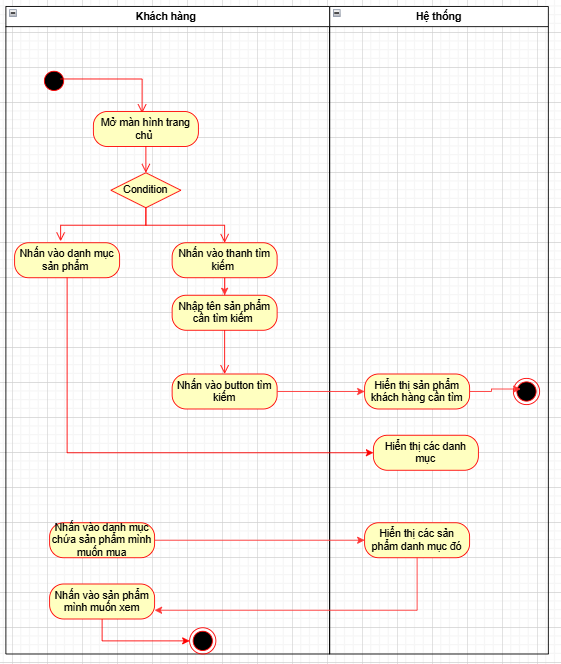 Khách hàng
Hệ thống
Mở màn hình trang
chủ
Condition
Nhấn vào danh mục
sản phẩm
Nhấn vào thanh tìm
kiếm
Nhập tên sản phẩm
cần tìm kiếm
Nhấn vào button tìm
kiếm
Hiển thị sản phẩm
khách hàng cần tìm
Hiển thị các danh
mục
Nhấn vào danh mục
chứa sản phẩm mình
muốn mua
Hiển thị các sản
phẩm danh mục đó
Nhấn vào sản phẩm
mình muốn xem